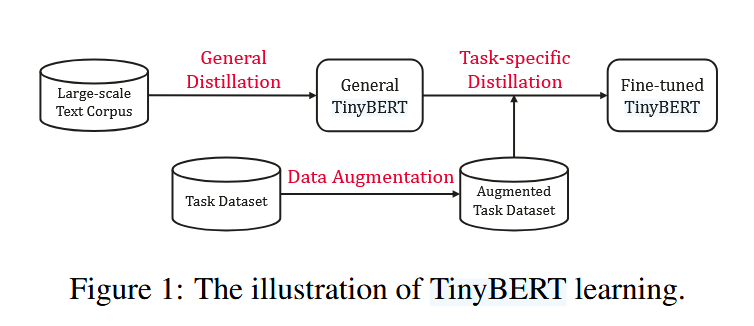 General
Distillation
Task-specific
Distillation
Large-scale
Text Corpus
General
TinyBERT
Fine-tuned
TinyBERT
Data Augmentation
Task Dataset
Augmented
Task Dataset
Figure 1: The illustration of TinyBERT learning.